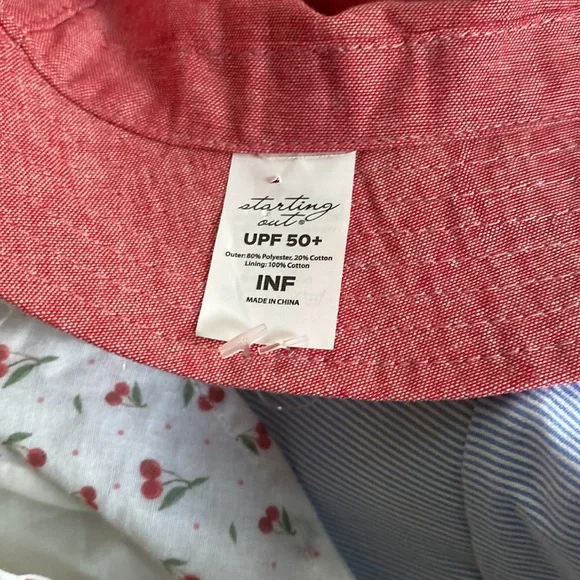 starting
out®
UPF 50+
Outer: 80% Polyester, 20% Cotton
Lining: 100% Cotton
INF
MADE IN CHINA